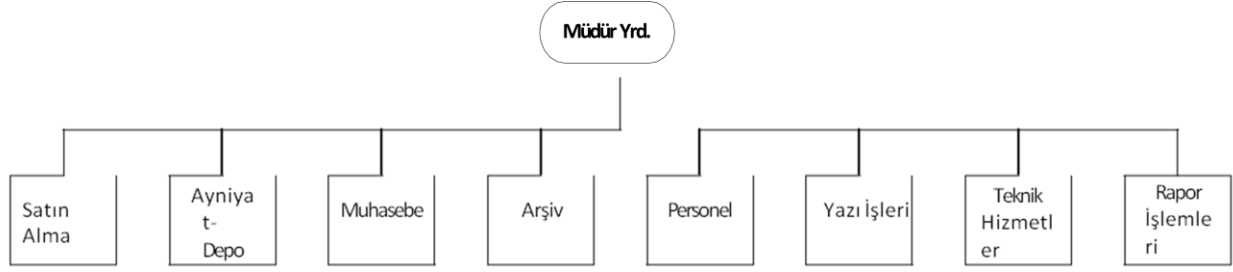 Müdür Yrd.
Satın
Alma
Ayniya
t-
Depo
Muhasebe
Arşiv
Personel
Yazı İşleri
Teknik
Hizmetl
er
Rapor
İşlemle
ri